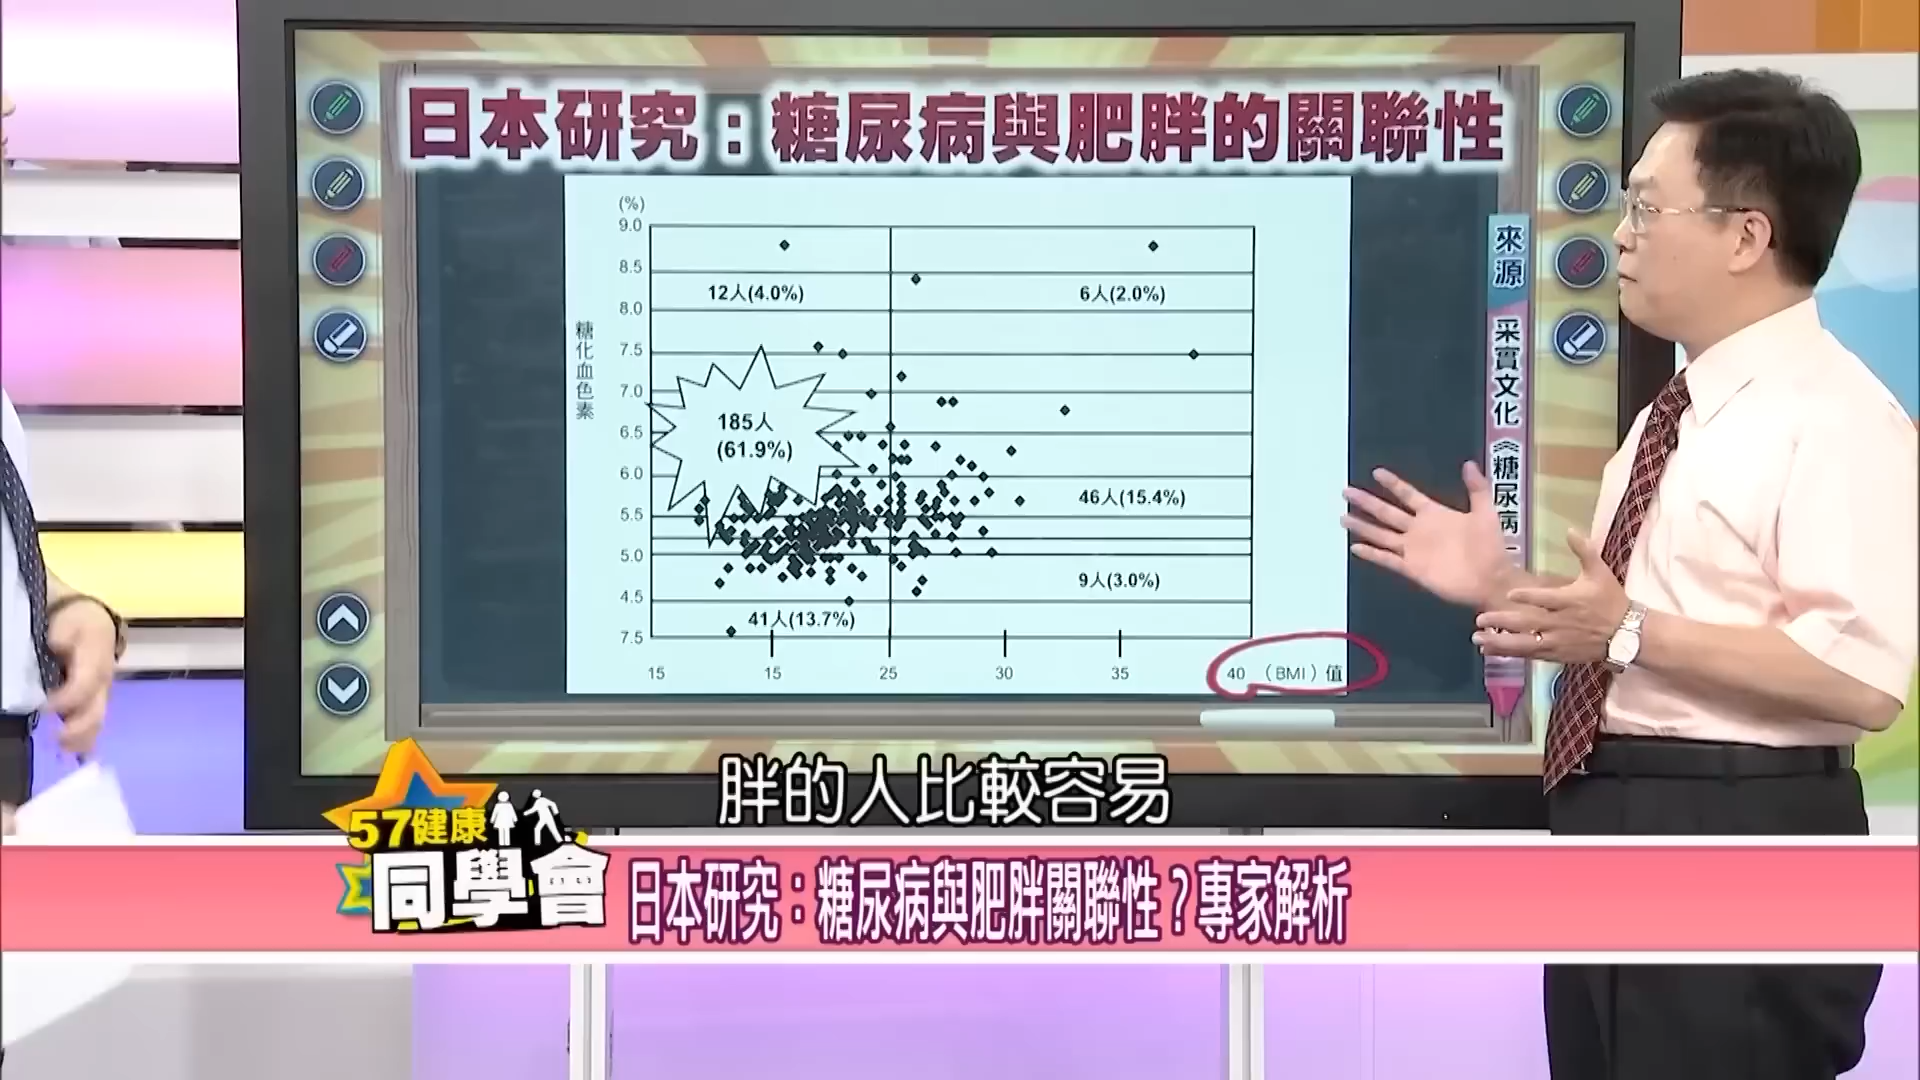 日本研究：糖尿病與肥胖的關聯性
(%)
9.0
8.5
8.0
7.5
7.0
6.5
6.0
5.5
5.0
4.5
7.5
糖化血色素
12人(4.0%)
6人(2.0%)
185人
(61.9%)
46人(15.4%)
9人(3.0%)
41人(13.7%)
15 15 25 30 35 40 （BMI）值
來源 采實文化《糖尿病
胖的人比較容易
57健康
同學會
日本研究：糖尿病與肥胖關聯性？專家解析